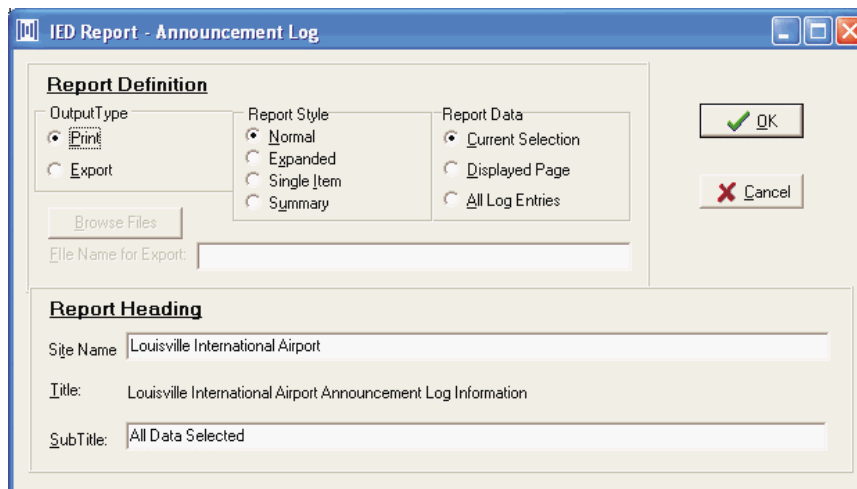 IED Report - Announcement Log
Report Definition
OutputType
Print
Export
Report Style
Normal
Expanded
Single Item
Summary
Report Data
Current Selection
Displayed Page
All Log Entries
OK
Cancel
Browse Files
FIle Name for Export:
Report Heading
Site Name Louisville International Airport
Title: Louisville International Airport Announcement Log Information
SubTitle: All Data Selected